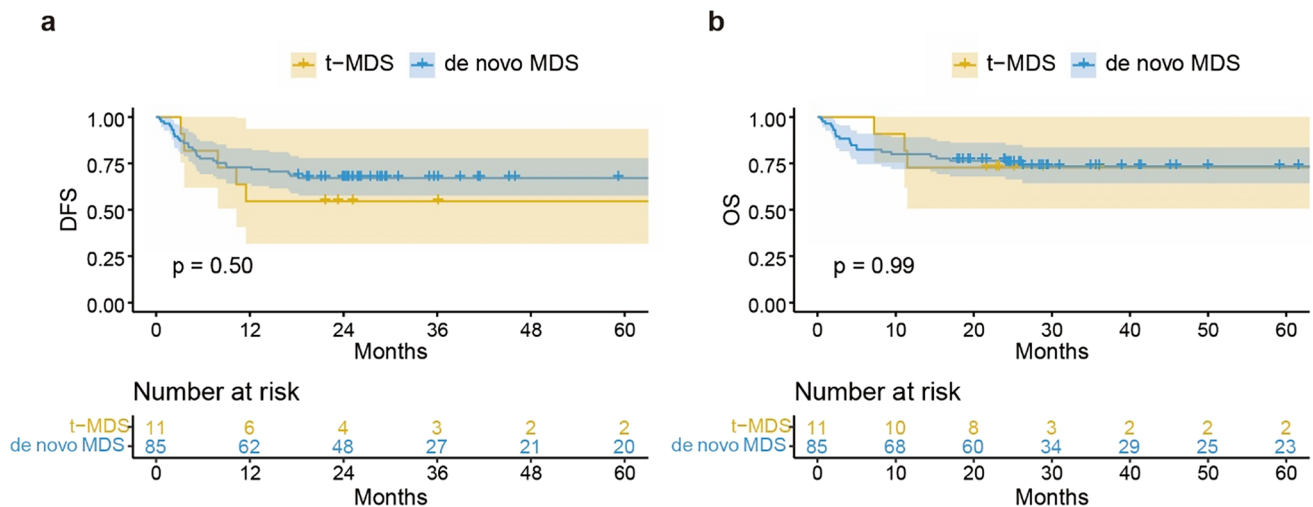 a
t−MDS de novo MDS
1.00
0.75
0.50
0.25
0.00
DFS
p = 0.50
0 12 24 36 48 60
Months
Number at risk
t−MDS 11 6 4 3 2 2
de novo MDS 85 62 48 27 21 20
0 12 24 36 48 60
Months
b
t−MDS de novo MDS
1.00
0.75
0.50
0.25
0.00
OS
p = 0.99
0 10 20 30 40 50 60
Months
Number at risk
t−MDS 11 10 8 3 2 2 2
de novo MDS 85 68 60 34 29 25 23
0 10 20 30 40 50 60
Months